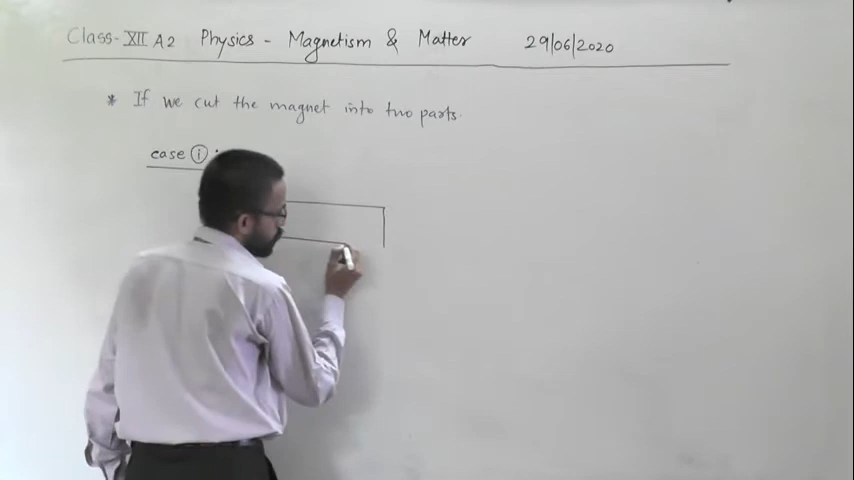 Class-XII A2 Physics - Magnetism & Matter 29/06/2020
* If we cut the magnet into two parts.
case (i) :